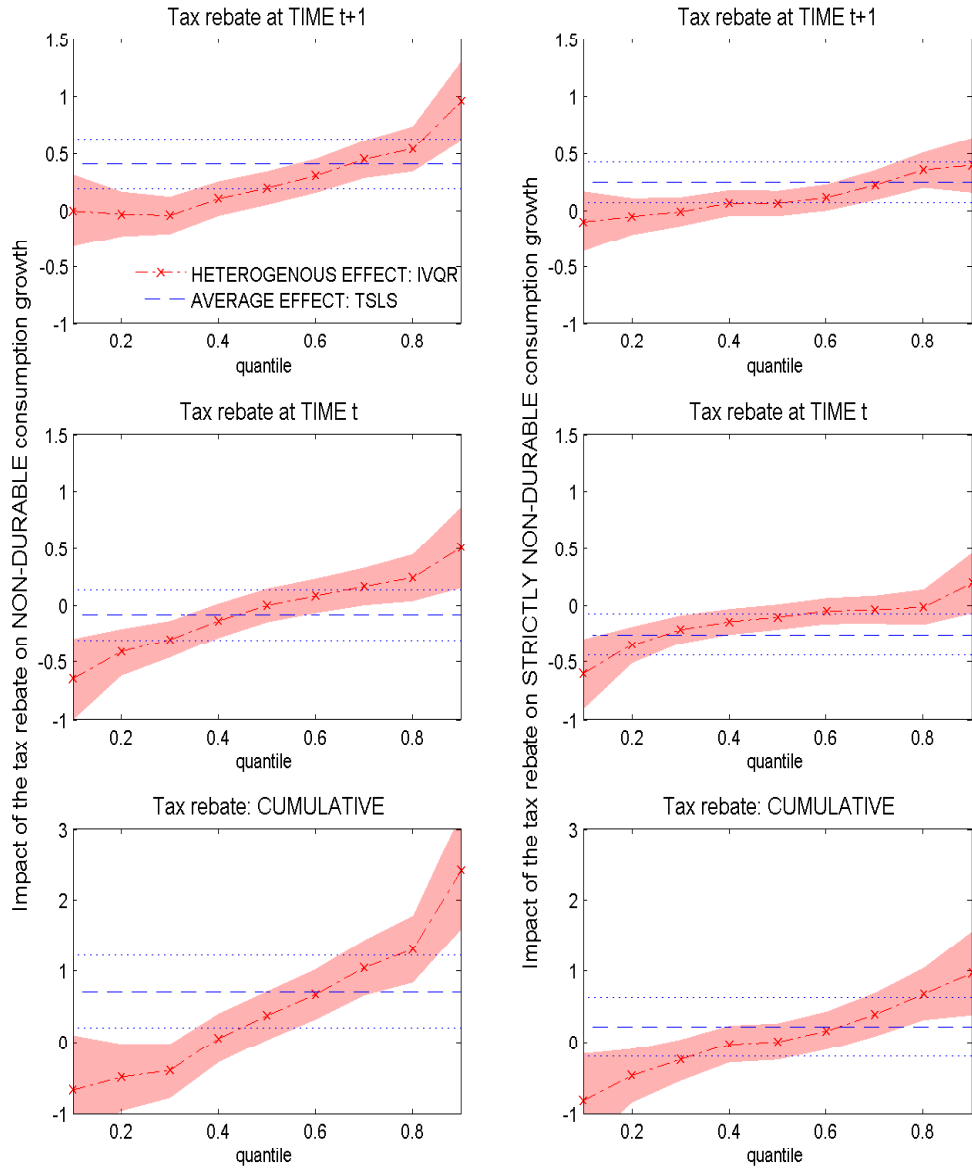 Impact of the tax rebate on NON-DURABLE consumption growth
Tax rebate at TIME t+1
1.5
1
0.5
0
-0.5
-1
HETEROGENOUS EFFECT: IVQR
AVERAGE EFFECT: TSLS
0.2 0.4 0.6 0.8
quantile
Tax rebate at TIME t
1.5
1
0.5
0
-0.5
-1
0.2 0.4 0.6 0.8
quantile
Tax rebate: CUMULATIVE
3
2
1
0
-1
0.2 0.4 0.6 0.8
quantile
Impact of the tax rebate on STRICTLY NON-DURABLE consumption growth
Tax rebate at TIME t+1
1.5
1
0.5
0
-0.5
-1
0.2 0.4 0.6 0.8
quantile
Tax rebate at TIME t
1.5
1
0.5
0
-0.5
-1
0.2 0.4 0.6 0.8
quantile
Tax rebate: CUMULATIVE
3
2
1
0
-1
0.2 0.4 0.6 0.8
quantile